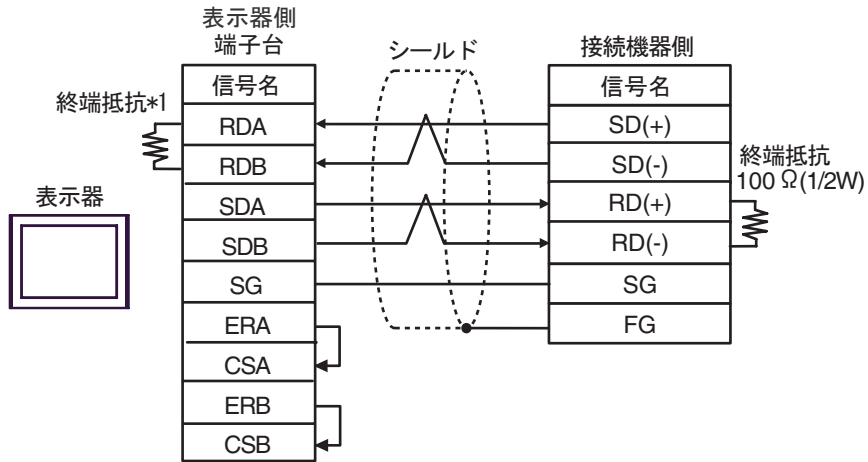 表示器側
端子台
信号名
RDA
RDB
SDA
SDB
SG
ERA
CSA
ERB
CSB
終端抵抗*1
表示器
シールド
接続機器側
信号名
SD(+)
SD(-)
RD(+)
RD(-)
SG
FG
終端抵抗
100 Ω(1/2W)